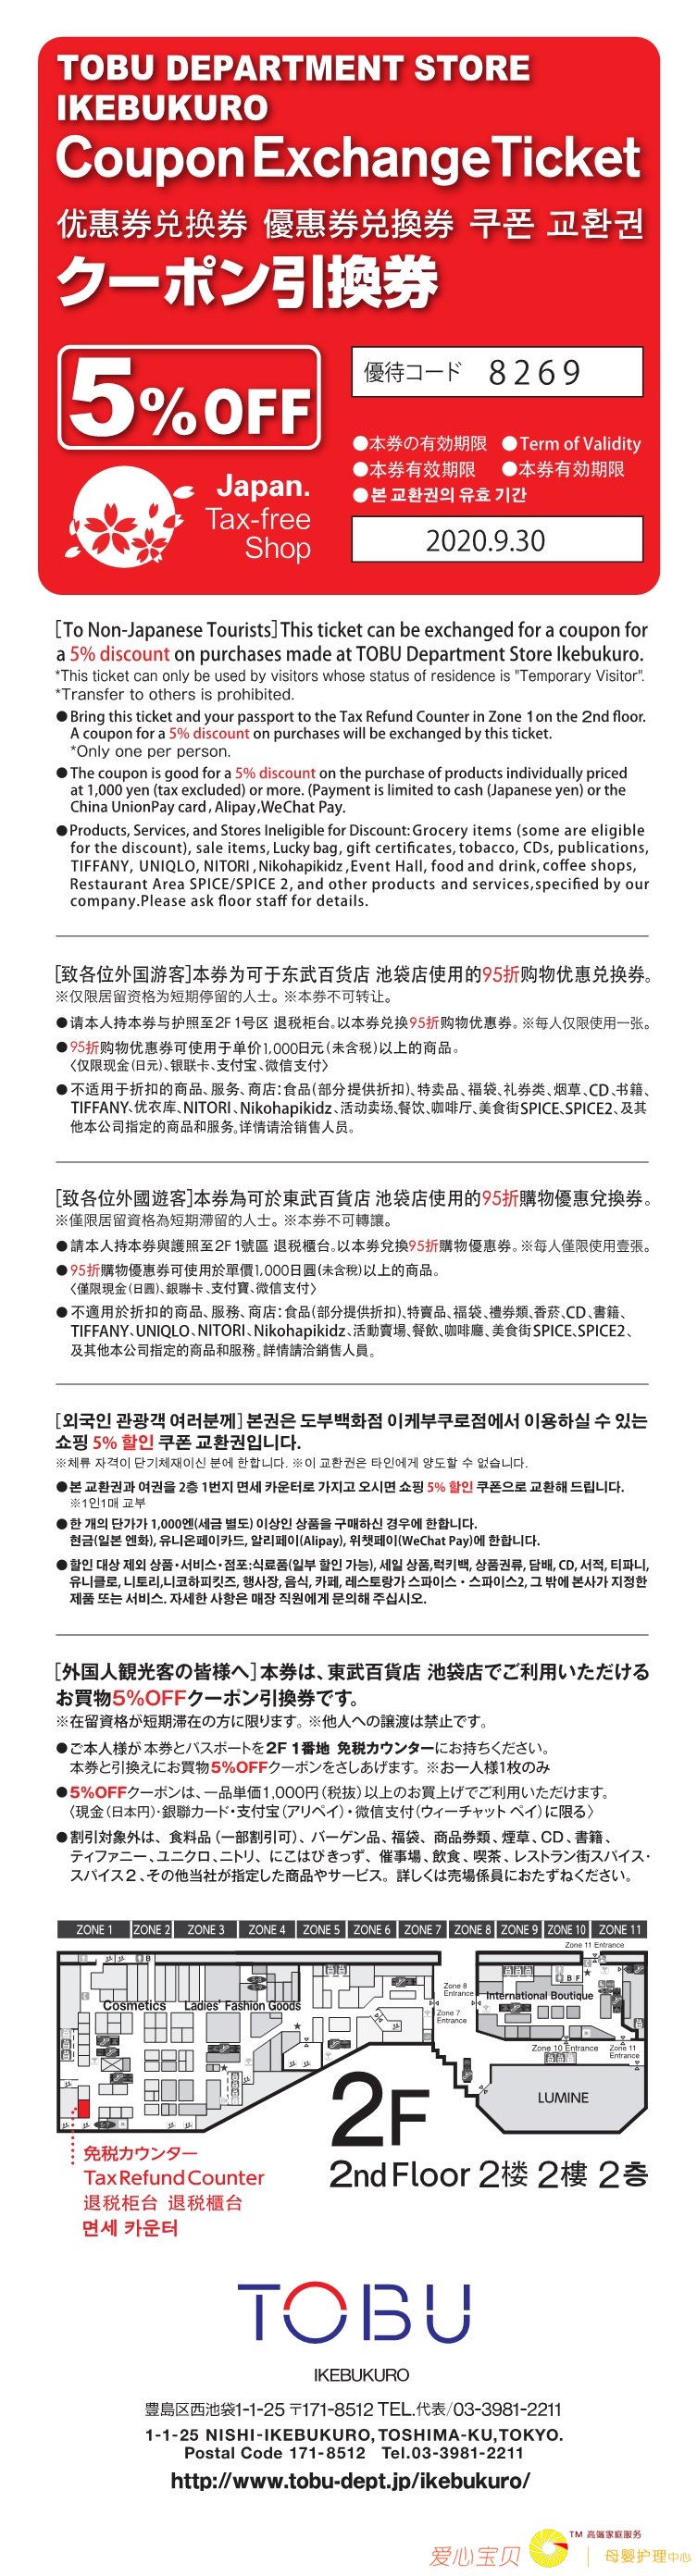 TOBU DEPARTMENT STORE
IKEBUKURO
Coupon Exchange Ticket
优惠券兑换券 優惠券兌換券 쿠폰 교환권
クーポン引換券
5%OFF
優待コード 8269
●本券の有効期限 ●Term of Validity
●本券有效期限 ●本券有効期限
●본 교환권의 유효 기간
2020.9.30
Japan.
Tax-free
Shop
[To Non-Japanese Tourists]This ticket can be exchanged for a coupon for
a 5% discount on purchases made at TOBU Department Store Ikebukuro.
*This ticket can only be used by visitors whose status of residence is "Temporary Visitor".
*Transfer to others is prohibited.
●Bring this ticket and your passport to the Tax Refund Counter in Zone 1 on the 2nd floor.
A coupon for a 5% discount on purchases will be exchanged by this ticket.
*Only one per person.
●The coupon is good for a 5% discount on the purchase of products individually priced
at 1,000 yen (tax excluded) or more. (Payment is limited to cash (Japanese yen) or the
China UnionPay card, Alipay,WeChat Pay.
●Products, Services, and Stores Ineligible for Discount: Grocery items (some are eligible
for the discount), sale items, Lucky bag, gift certificates, tobacco, CDs, publications,
TIFFANY, UNIQLO, NITORI, Nikohapikidz, Event Hall, food and drink, coffee shops,
Restaurant Area SPICE/SPICE 2, and other products and services,specified by our
company.Please ask floor staff for details.
[致各位外国游客]本券为可于东武百货店 池袋店使用的95折购物优惠兑换券。
※仅限居留资格为短期停留的人士。※本券不可转让。
●请本人持本券与护照至2F 1号区 退税柜台。以本券兑换95折购物优惠券。※每人仅限使用一张。
●95折购物优惠券可使用于单价1,000日元(未含税)以上的商品。
〈仅限现金(日元)、银联卡、支付宝、微信支付〉
●不适用于折扣的商品、服务、商店：食品(部分提供折扣)、特卖品、福袋、礼券类、烟草、CD、书籍、
TIFFANY、优衣库、NITORI、Nikohapikidz、活动卖场、餐饮、咖啡厅、美食街SPICE、SPICE2、及其
他本公司指定的商品和服务。详情请洽销售人员。
[致各位外國遊客]本券為可於東武百貨店 池袋店使用的95折購物優惠兌換券。
※僅限居留資格為短期滯留的人士。※本券不可轉讓。
●請本人持本券與護照至2F 1號區 退稅櫃台。以本券兌換95折購物優惠券。※每人僅限使用壹張。
●95折購物優惠券可使用於單價1,000日圓(未含稅)以上的商品。
〈僅限現金(日圓)、銀聯卡、支付寶、微信支付〉
●不適用於折扣的商品、服務、商店：食品(部分提供折扣)、特賣品、福袋、禮券類、香菸、CD、書籍、
TIFFANY、UNIQLO、NITORI、Nikohapikidz、活動賣場、餐飲、咖啡廳、美食街SPICE、SPICE2、
及其他本公司指定的商品和服務。詳情請洽銷售人員。
[외국인 관광객 여러분께] 본권은 도부백화점 이케부쿠로점에서 이용하실 수 있는
쇼핑 5% 할인 쿠폰 교환권입니다.
※체류 자격이 단기체재이신 분에 한합니다. ※이 교환권은 타인에게 양도할 수 없습니다.
●본 교환권과 여권을 2층 1번지 면세 카운터로 가지고 오시면 쇼핑 5% 할인 쿠폰으로 교환해 드립니다.
※1인1매 교부
●한 개의 단가가 1,000엔(세금 별도) 이상인 상품을 구매하신 경우에 한합니다.
현금(일본 엔화), 유니온페이카드, 알리페이(Alipay), 위챗페이(WeChat Pay)에 한합니다.
●할인 대상 제외 상품・서비스・점포:식료품(일부 할인 가능), 세일 상품,럭키백, 상품권류, 담배, CD, 서적, 티파니,
유니클로, 니토리,니코하피킷즈, 행사장, 음식, 카페, 레스토랑가 스파이스・스파이스2, 그 밖에 본사가 지정한
제품 또는 서비스. 자세한 사항은 매장 직원에게 문의해 주십시오.
[外国人観光客の皆様へ]本券は、東武百貨店 池袋店でご利用いただける
お買物5%OFFクーポン引換券です。
※在留資格が短期滞在の方に限ります。※他人への譲渡は禁止です。
●ご本人様が本券とパスポートを2F 1番地 免税カウンターにお持ちください。
本券と引換えにお買物5%OFFクーポンをさしあげます。※お一人様1枚のみ
●5%OFFクーポンは、一品単価1,000円(税抜)以上のお買上げでご利用いただけます。
〈現金(日本円)・銀聯カード・支付宝(アリペイ)・微信支付(ウィーチャット ペイ)に限る〉
●割引対象外は、食料品(一部割引可)、バーゲン品、福袋、商品券類、煙草、CD、書籍、
ティファニー、ユニクロ、ニトリ、にこはぴきっず、催事場、飲食、喫茶、レストラン街スパイス・
スパイス2、その他当社が指定した商品やサービス。詳しくは売場係員におたずねください。
ZONE 1 ZONE 2 ZONE 3 ZONE 4 ZONE 5 ZONE 6 ZONE 7 ZONE 8 ZONE 9 ZONE 10 ZONE 11
Zone 11 Entrance
Zone 8
Entrance
International Boutique
Cosmetics Ladies' Fashion Goods
Zone 7
Entrance
Zone 10 Entrance
Zone 11
Entrance
LUMINE
2F
2nd Floor 2楼 2樓 2층
免税カウンター
Tax Refund Counter
退税柜台 退稅櫃台
면세 카운터
TOBU
IKEBUKURO
豊島区西池袋1-1-25 〒171-8512 TEL.代表/03-3981-2211
1-1-25 NISHI-IKEBUKURO, TOSHIMA-KU,TOKYO.
Postal Code 171-8512 Tel.03-3981-2211
http://www.tobu-dept.jp/ikebukuro/
爱心宝贝 TM 高端家庭服务
母婴护理中心